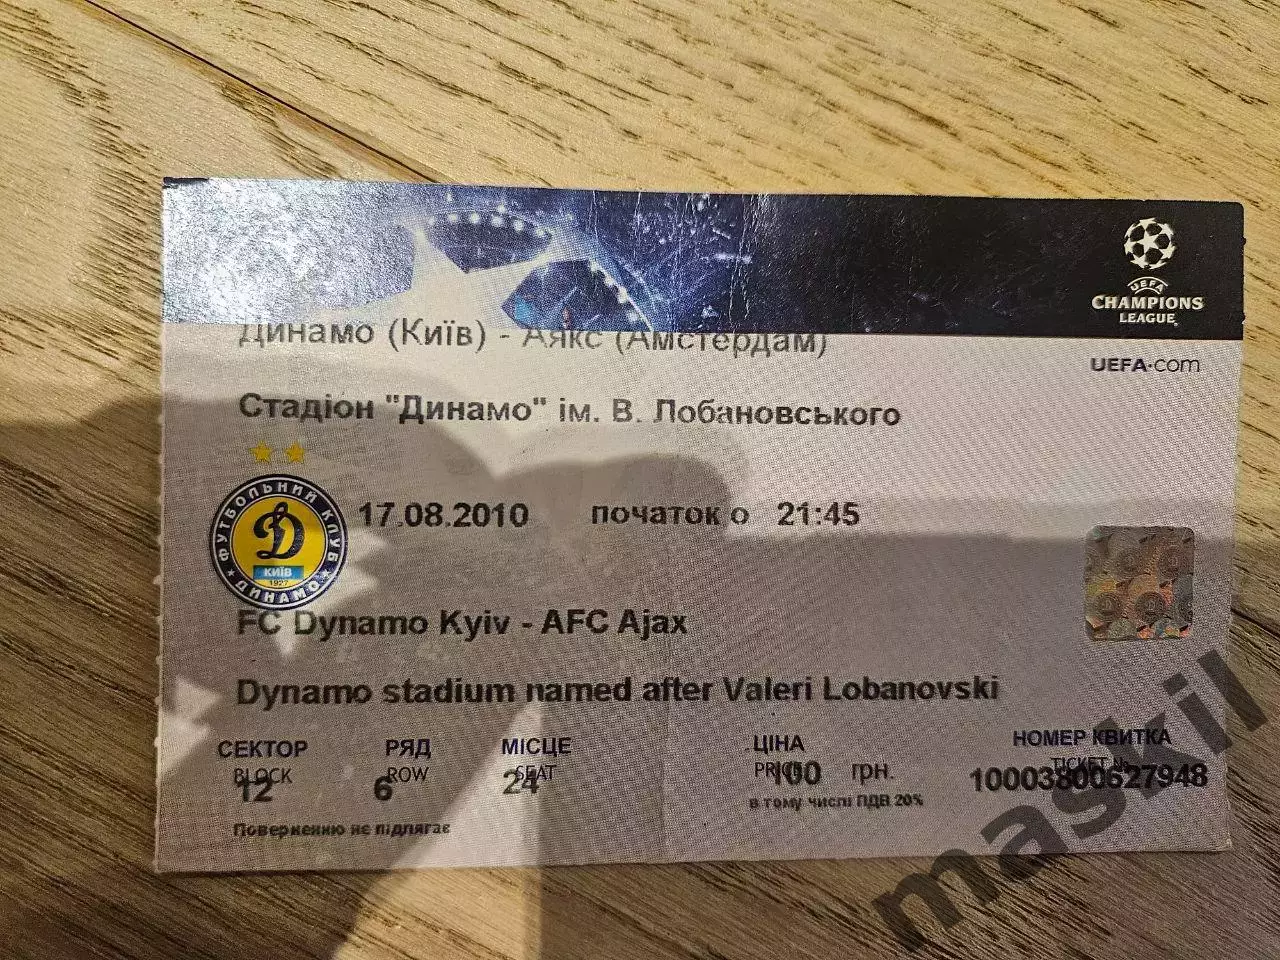 UEFA
CHAMPIONS
LEAGUE
Динамо (Київ) - Аякс (Амстердам)
UEFA.com
Стадіон "Динамо" ім. В. Лобановського
ФУТБОЛЬНИЙ КЛУБ
Д
КИЇВ
1927
ДИНАМО
17.08.2010 початок о 21:45
FC Dynamo Kyiv - AFC Ajax
Dynamo stadium named after Valeri Lobanovski
СЕКТОР РЯД МІСЦЕ ЦІНА НОМЕР КВИТКА
BLOCK ROW SEAT PRICE TICKET №
12 6 24 100 грн. 10003800627948
в тому числі ПДВ 20%
Поверненню не підлягає
maskil